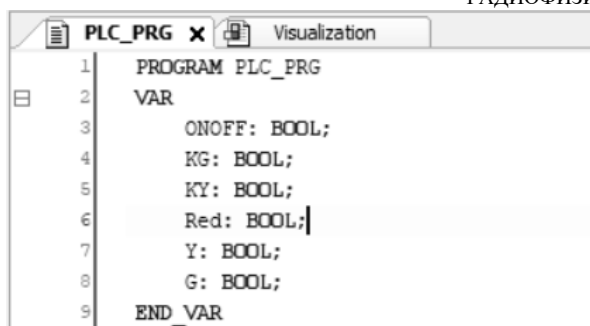 PLC_PRG Visualization
1 PROGRAM PLC_PRG
2 VAR
3 ONOFF: BOOL;
4 KG: BOOL;
5 KY: BOOL;
6 Red: BOOL;
7 Y: BOOL;
8 G: BOOL;
9 END_VAR